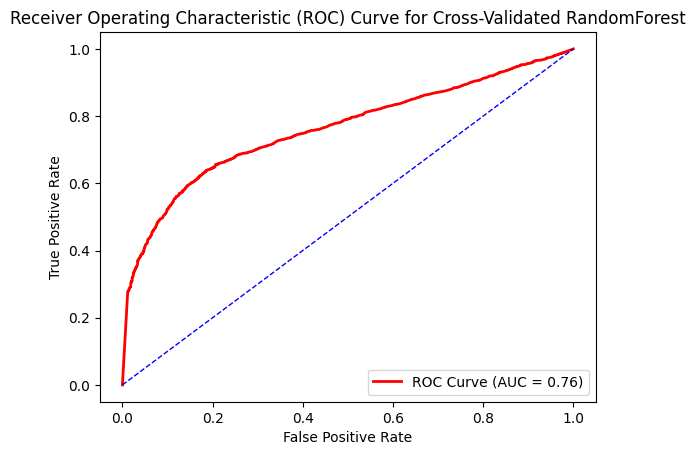 Receiver Operating Characteristic (ROC) Curve for Cross-Validated RandomForest
1.0
0.8
0.6
0.4
0.2
0.0
True Positive Rate
ROC Curve (AUC = 0.76)
0.0 0.2 0.4 0.6 0.8 1.0
False Positive Rate